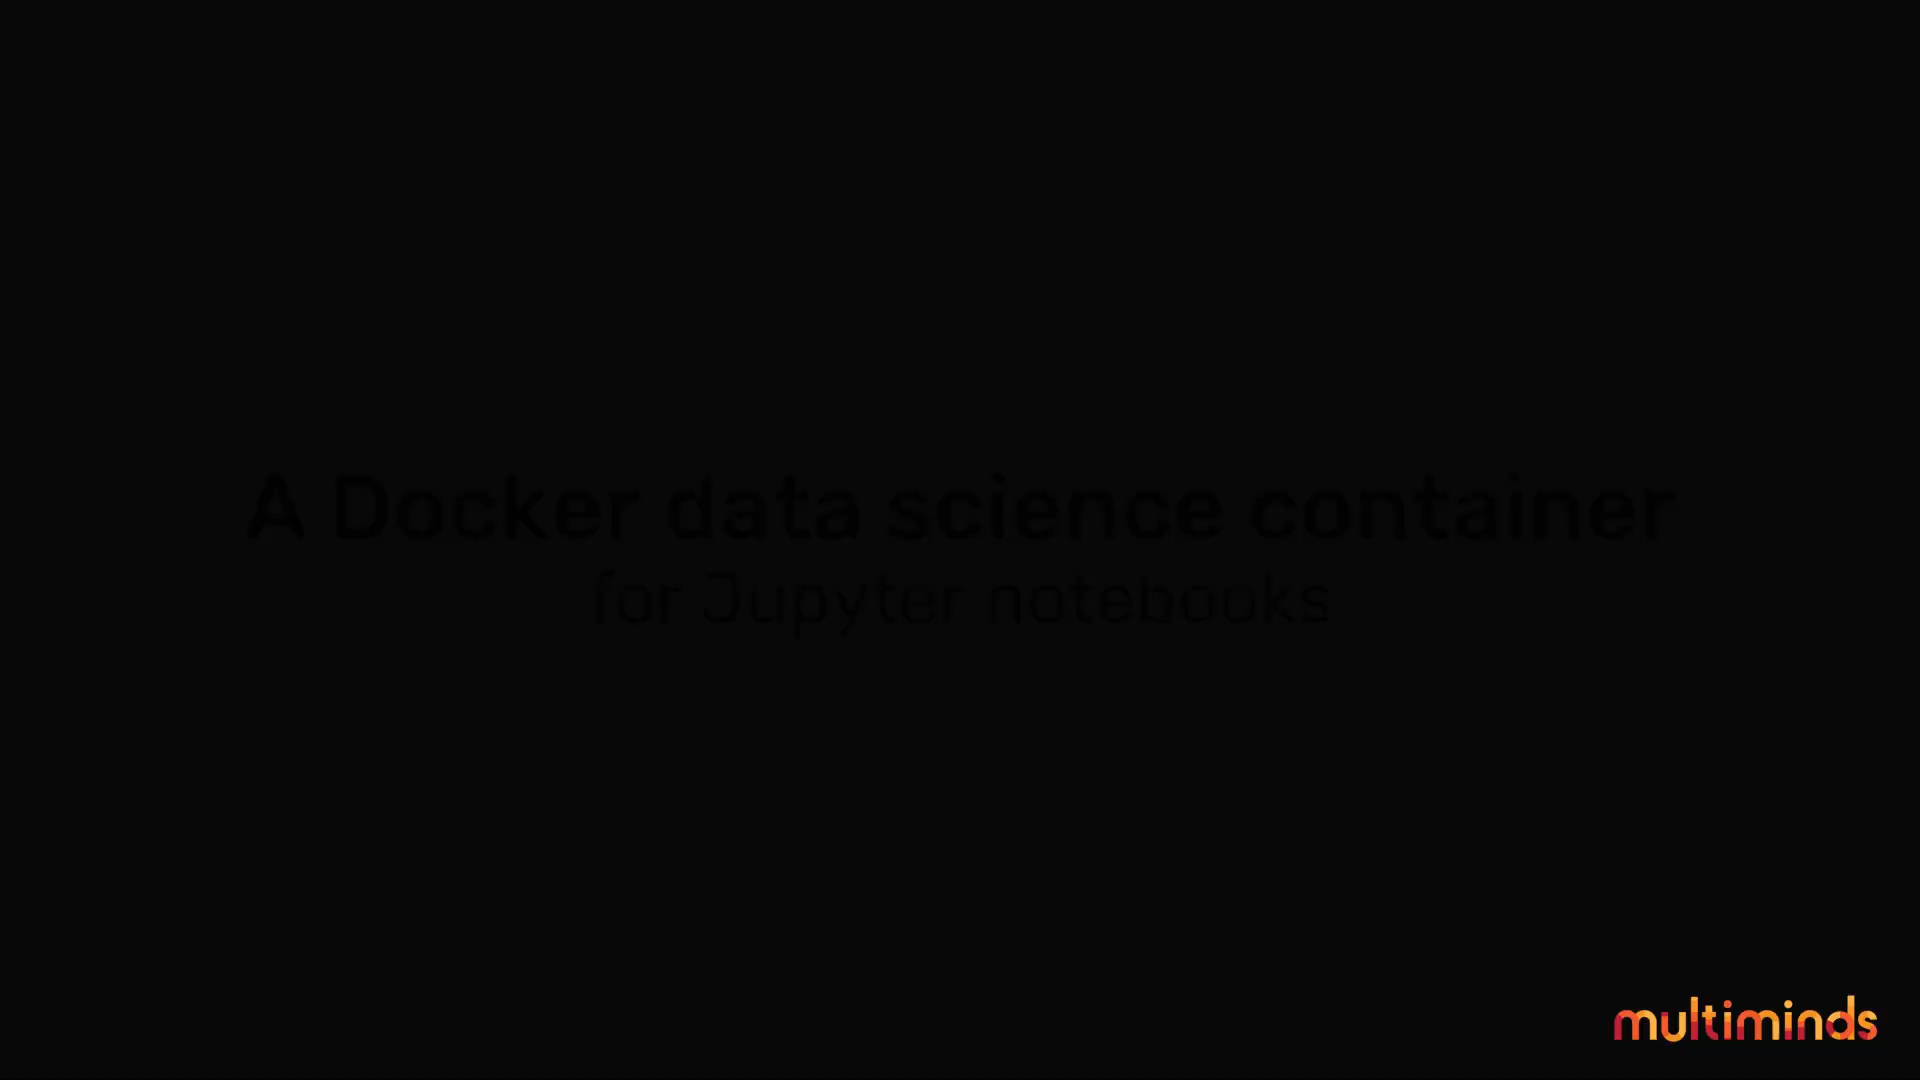 A Docker data science container
for Jupyter notebooks
multiminds